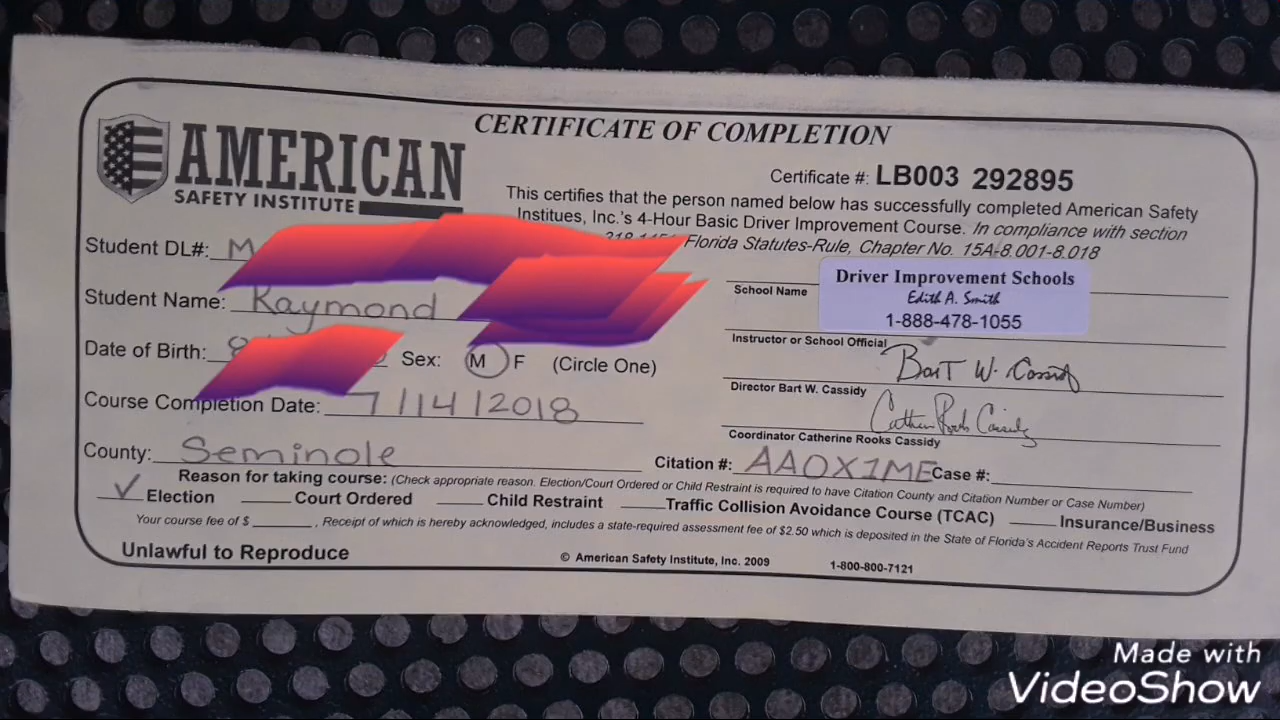 CERTIFICATE OF COMPLETION
AMERICAN
SAFETY INSTITUTE
Certificate #: LB003 292895
This certifies that the person named below has successfully completed American Safety
Institues, Inc.'s 4-Hour Basic Driver Improvement Course. In compliance with section
Florida Statutes-Rule, Chapter No. 15A-8.001-8.018
Student DL#: M
Student Name: Raymond
Date of Birth: 8 Sex: M F (Circle One)
Course Completion Date: 7/14/2018
County: Seminole
School Name
Driver Improvement Schools
Edith A. Smith
1-888-478-1055
Instructor or School Official
Bart W. Cassidy
Director Bart W. Cassidy
Catherine Rooks Cassidy
Coordinator Catherine Rooks Cassidy
Citation #: AA0X1ME Case #:
Reason for taking course: (Check appropriate reason. Election/Court Ordered or Child Restraint is required to have Citation County and Citation Number or Case Number)
✓ Election Court Ordered Child Restraint Traffic Collision Avoidance Course (TCAC) Insurance/Business
Your course fee of $ , Receipt of which is hereby acknowledged, includes a state-required assessment fee of $2.50 which is deposited in the State of Florida's Accident Reports Trust Fund
Unlawful to Reproduce
© American Safety Institute, Inc. 2009
1-800-800-7121
Made with
VideoShow